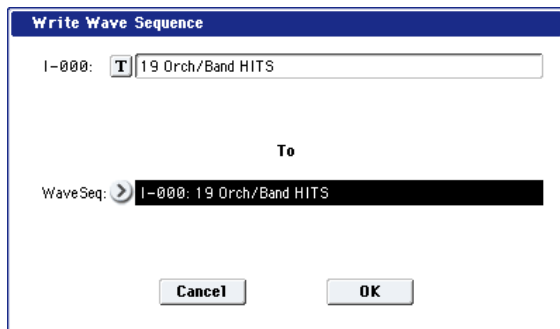 Write Wave Sequence
I-000: T 19 Orch/Band HITS
To
WaveSeq: I-000: 19 Orch/Band HITS
Cancel OK